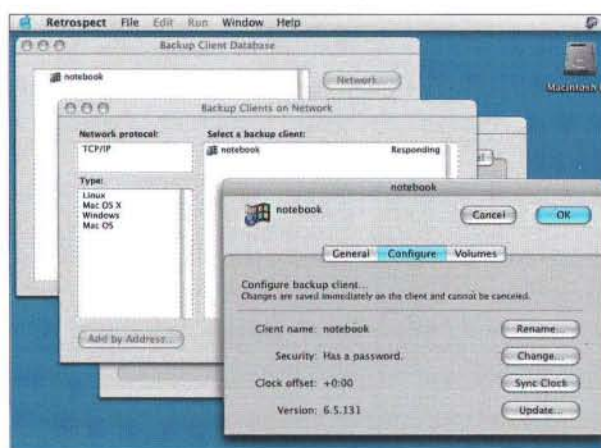 Retrospect File Edit Run Window Help
Backup Client Database
notebook
Network...
Macintosh
Backup Clients on Network
Network protocol:
TCP/IP
Select a backup client:
notebook Responding
Type:
Linux
Mac OS X
Windows
Mac OS
Add by Address...
notebook
notebook
Cancel
OK
General Configure Volumes
Configure backup client...
Changes are saved immediately on the client and cannot be canceled.
Client name: notebook Rename...
Security: Has a password. Change...
Clock offset: +0:00 Sync Clock
Version: 6.5.131 Update...